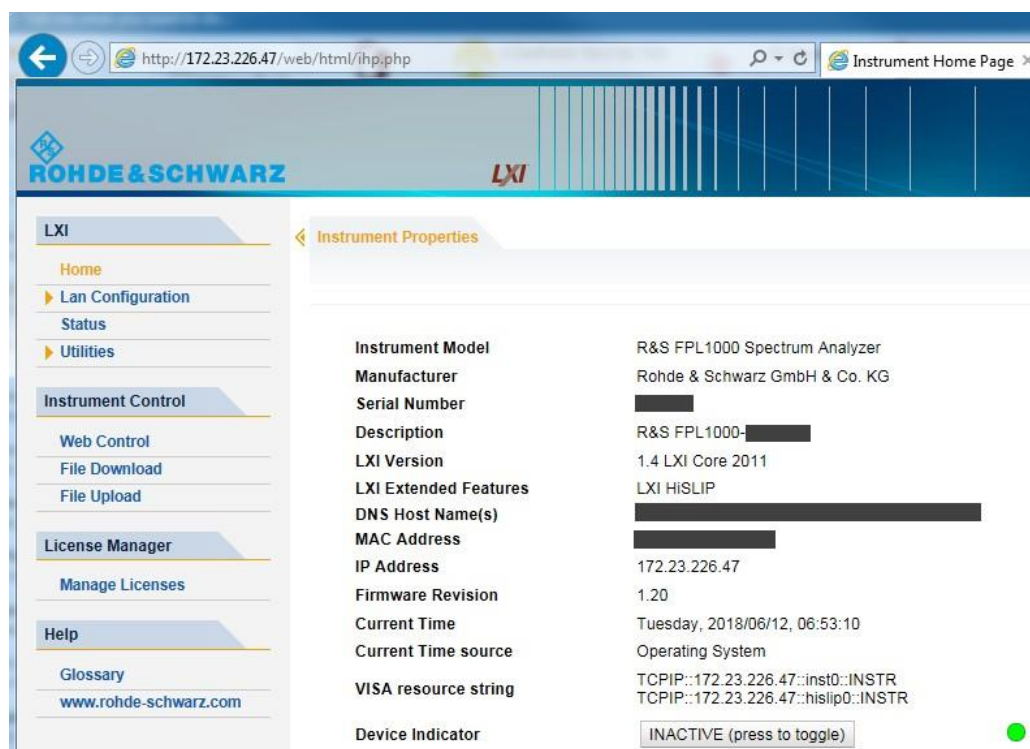 http://172.23.226.47/web/html/ihp.php
Instrument Home Page
ROHDE&SCHWARZ
LXI
LXI
Home
Lan Configuration
Status
Utilities
Instrument Control
Web Control
File Download
File Upload
License Manager
Manage Licenses
Help
Glossary
www.rohde-schwarz.com
Instrument Properties
Instrument Model R&S FPL1000 Spectrum Analyzer
Manufacturer Rohde & Schwarz GmbH & Co. KG
Serial Number
Description R&S FPL1000-
LXI Version 1.4 LXI Core 2011
LXI Extended Features LXI HiSLIP
DNS Host Name(s)
MAC Address
IP Address 172.23.226.47
Firmware Revision 1.20
Current Time Tuesday, 2018/06/12, 06:53:10
Current Time source Operating System
VISA resource string TCPIP::172.23.226.47::inst0::INSTR
TCPIP::172.23.226.47::hislip0::INSTR
Device Indicator INACTIVE (press to toggle)